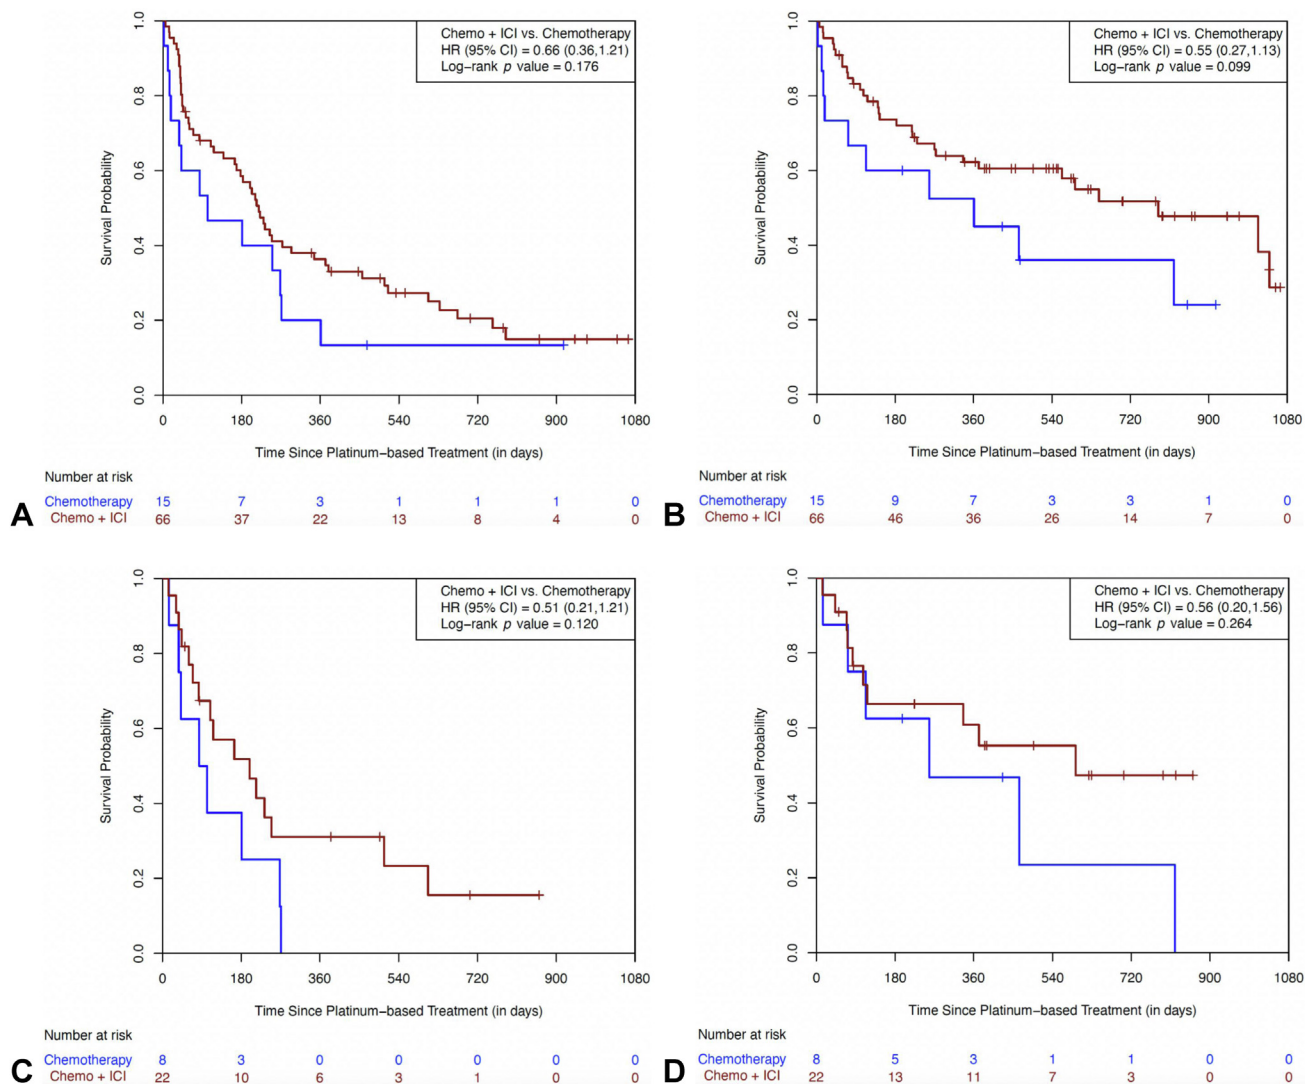 Chemo + ICI vs. Chemotherapy
HR (95% CI) = 0.66 (0.36,1.21)
Log−rank p value = 0.176
Survival Probability
1.0
0.8
0.6
0.4
0.2
0.0
0 180 360 540 720 900 1080
Time Since Platinum−based Treatment (in days)
Number at risk
Chemotherapy 15 7 3 1 1 1 0
Chemo + ICI 66 37 22 13 8 4 0
A
Chemo + ICI vs. Chemotherapy
HR (95% CI) = 0.55 (0.27,1.13)
Log−rank p value = 0.099
Survival Probability
1.0
0.8
0.6
0.4
0.2
0.0
0 180 360 540 720 900 1080
Time Since Platinum−based Treatment (in days)
Number at risk
Chemotherapy 15 9 7 3 3 1 0
Chemo + ICI 66 46 36 26 14 7 0
B
Chemo + ICI vs. Chemotherapy
HR (95% CI) = 0.51 (0.21,1.21)
Log−rank p value = 0.120
Survival Probability
1.0
0.8
0.6
0.4
0.2
0.0
0 180 360 540 720 900 1080
Time Since Platinum−based Treatment (in days)
Number at risk
Chemotherapy 8 3 0 0 0 0 0
Chemo + ICI 22 10 6 3 1 0 0
C
Chemo + ICI vs. Chemotherapy
HR (95% CI) = 0.56 (0.20,1.56)
Log−rank p value = 0.264
Survival Probability
1.0
0.8
0.6
0.4
0.2
0.0
0 180 360 540 720 900 1080
Time Since Platinum−based Treatment (in days)
Number at risk
Chemotherapy 8 5 3 1 1 0 0
Chemo + ICI 22 13 11 7 3 0 0
D